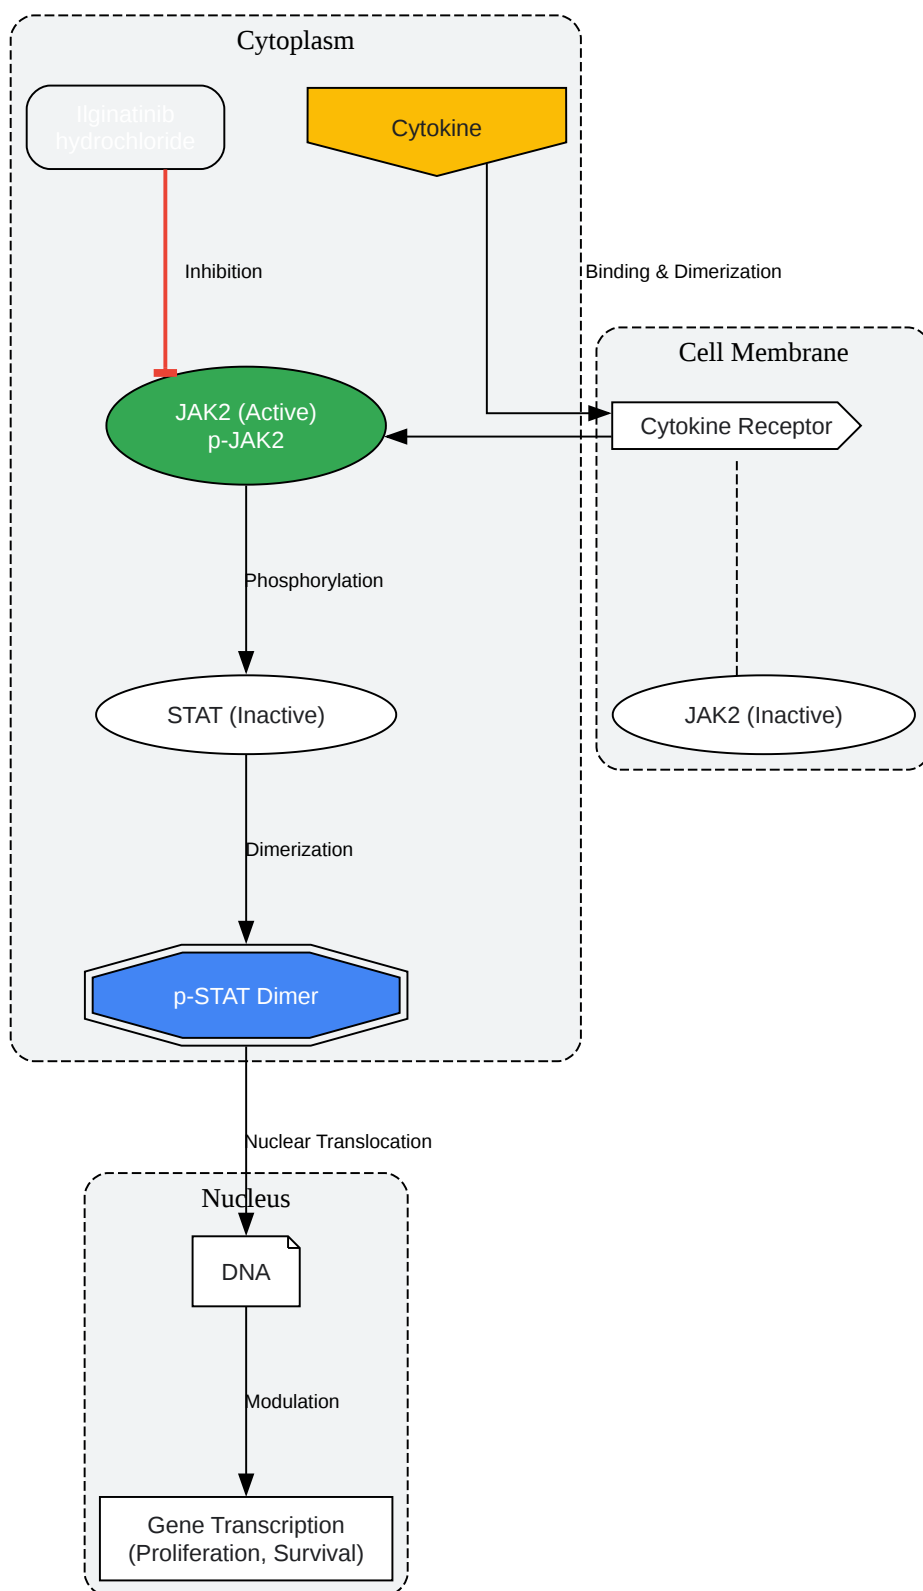 Cytoplasm
Ilginatinib
hydrochloride
Cytokine
Inhibition
Binding & Dimerization
Cell Membrane
JAK2 (Active)
p-JAK2
Cytokine Receptor
Phosphorylation
STAT (Inactive)
JAK2 (Inactive)
Dimerization
p-STAT Dimer
Nuclear Translocation
Nucleus
DNA
Modulation
Gene Transcription
(Proliferation, Survival)